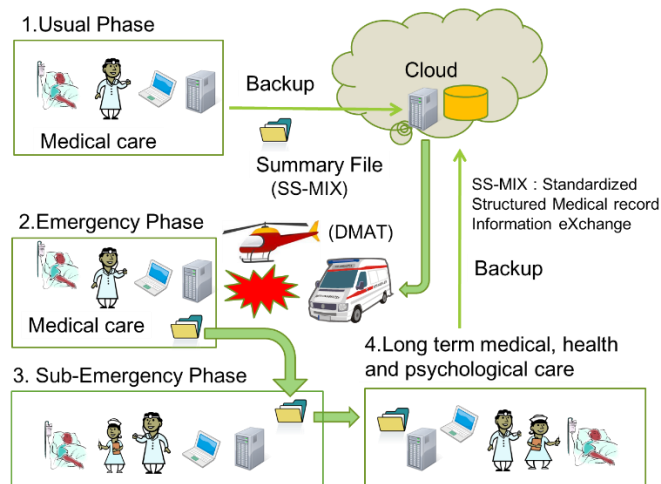 1.Usual Phase
Medical care
Backup
Summary File
(SS-MIX)
Cloud
SS-MIX : Standardized
Structured Medical record
Information eXchange
Backup
2.Emergency Phase
(DMAT)
Medical care
3. Sub-Emergency Phase
4.Long term medical, health
and psychological care